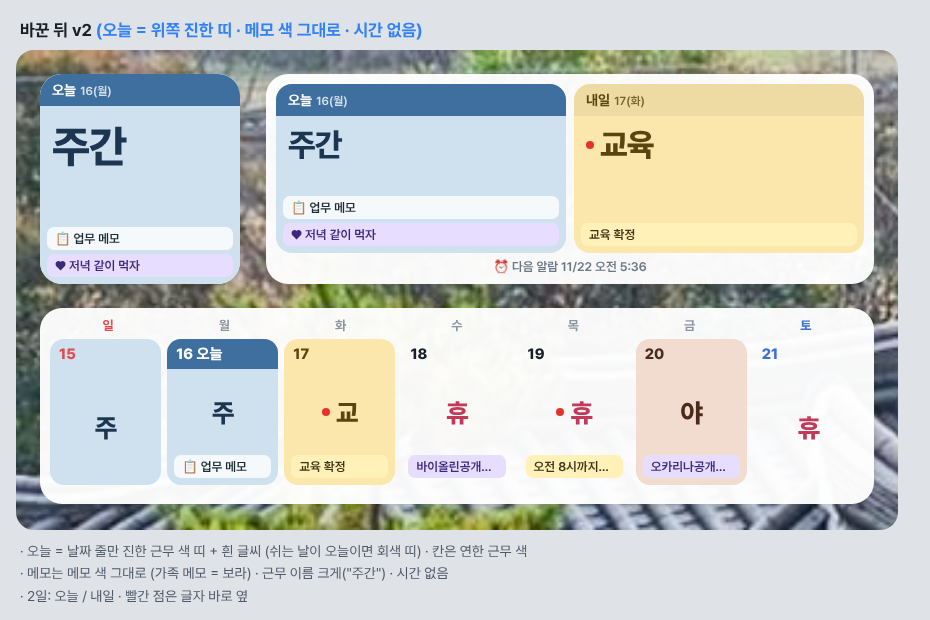 바꾼 뒤 v2 (오늘 = 위쪽 진한 띠 · 메모 색 그대로 · 시간 없음)
오늘 16(월)
주간
📋 업무 메모
♥ 저녁 같이 먹자
오늘 16(월)
주간
📋 업무 메모
♥ 저녁 같이 먹자
내일 17(화)
교육
교육 확정
⏰ 다음 알람 11/22 오전 5:36
일 월 화 수 목 금 토
15
주
16 오늘
주
📋 업무 메모
17
교
교육 확정
18
휴
바이올린공개...
19
휴
오전 8시까지...
20
야
오카리나공개...
21
휴
· 오늘 = 날짜 줄만 진한 근무 색 띠 + 흰 글씨 (쉬는 날이 오늘이면 회색 띠) · 칸은 연한 근무 색
· 메모는 메모 색 그대로 (가족 메모 = 보라) · 근무 이름 크게("주간") · 시간 없음
· 2일: 오늘 / 내일 · 빨간 점은 글자 바로 옆